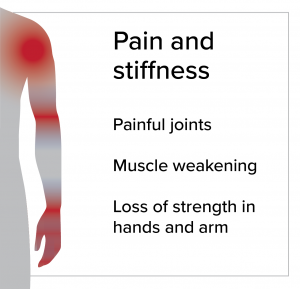 Pain and
stiffness
Painful joints
Muscle weakening
Loss of strength in
hands and arm